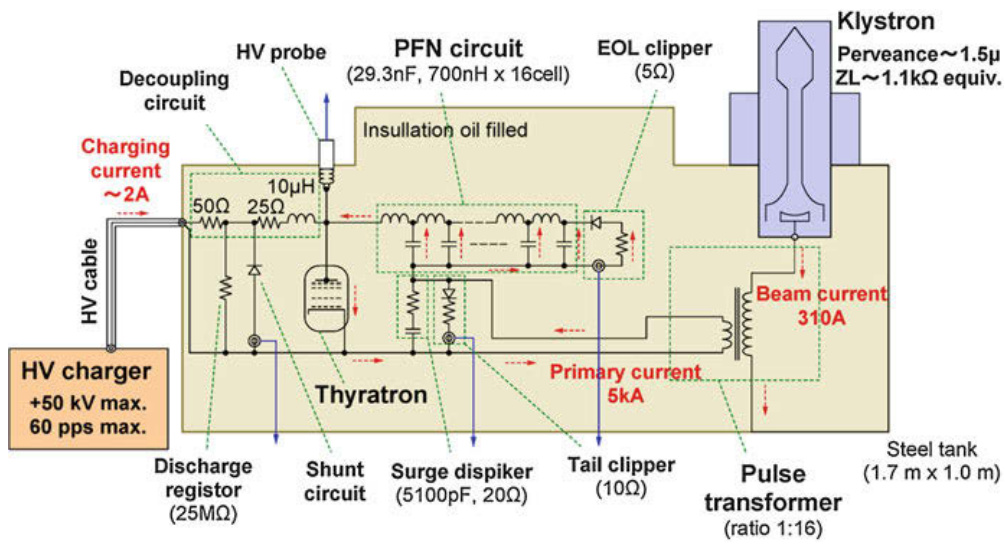 Klystron
Perveance～1.5μ
ZL～1.1kΩ equiv.
HV probe
PFN circuit
(29.3nF, 700nH x 16cell)
EOL clipper
(5Ω)
Decoupling
circuit
Insullation oil filled
Charging
current
～2A
10μH
50Ω
25Ω
HV cable
Beam current
310A
HV charger
+50 kV max.
60 pps max.
Thyratron
Primary current
5kA
Discharge
registor
(25MΩ)
Shunt
circuit
Surge dispiker
(5100pF, 20Ω)
Tail clipper
(10Ω)
Pulse
transformer
(ratio 1:16)
Steel tank
(1.7 m x 1.0 m)